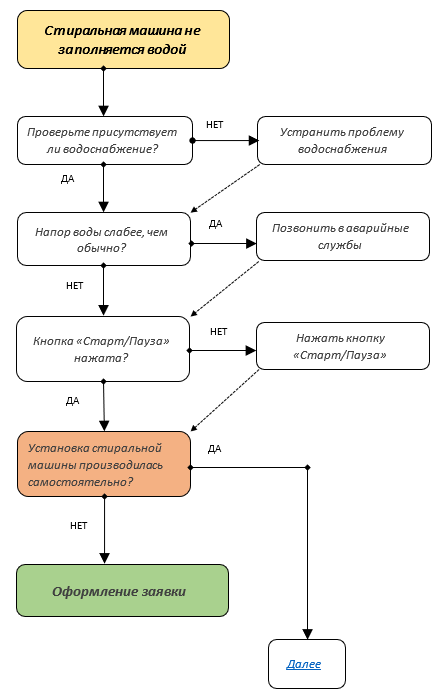 Стиральная машина не
заполняется водой
Проверьте присутствует
ли водоснабжение?
НЕТ
Устранить проблему
водоснабжения
ДА
Напор воды слабее, чем
обычно?
ДА
Позвонить в аварийные
службы
НЕТ
Кнопка «Старт/Пауза»
нажата?
НЕТ
Нажать кнопку
«Старт/Пауза»
ДА
Установка стиральной
машины производилась
самостоятельно?
ДА
НЕТ
Оформление заявки
Далее